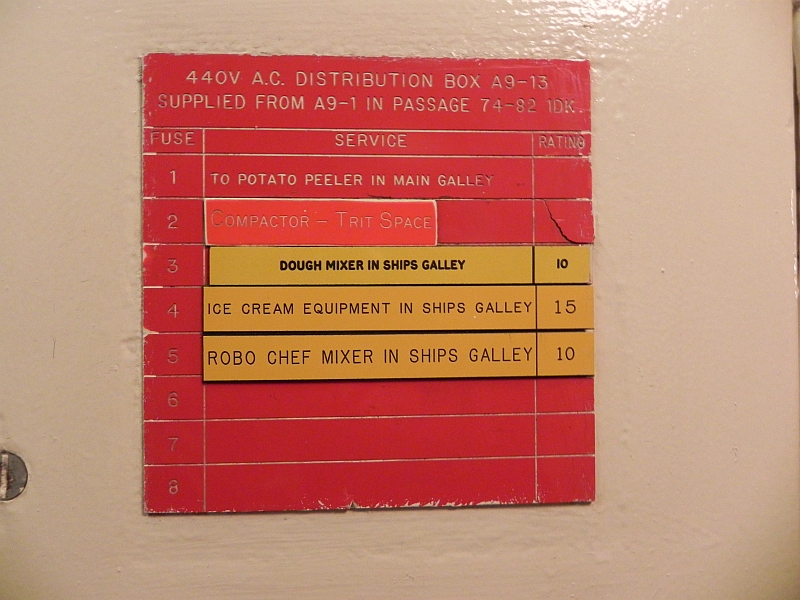 440V A.C. DISTRIBUTION BOX A9-13
SUPPLIED FROM A9-1 IN PASSAGE 74-82 1DK.
FUSE SERVICE RATING
1 TO POTATO PEELER IN MAIN GALLEY
2 COMPACTOR - TRIT SPACE
3 DOUGH MIXER IN SHIPS GALLEY 10
4 ICE CREAM EQUIPMENT IN SHIPS GALLEY 15
5 ROBO CHEF MIXER IN SHIPS GALLEY 10
6
7
8